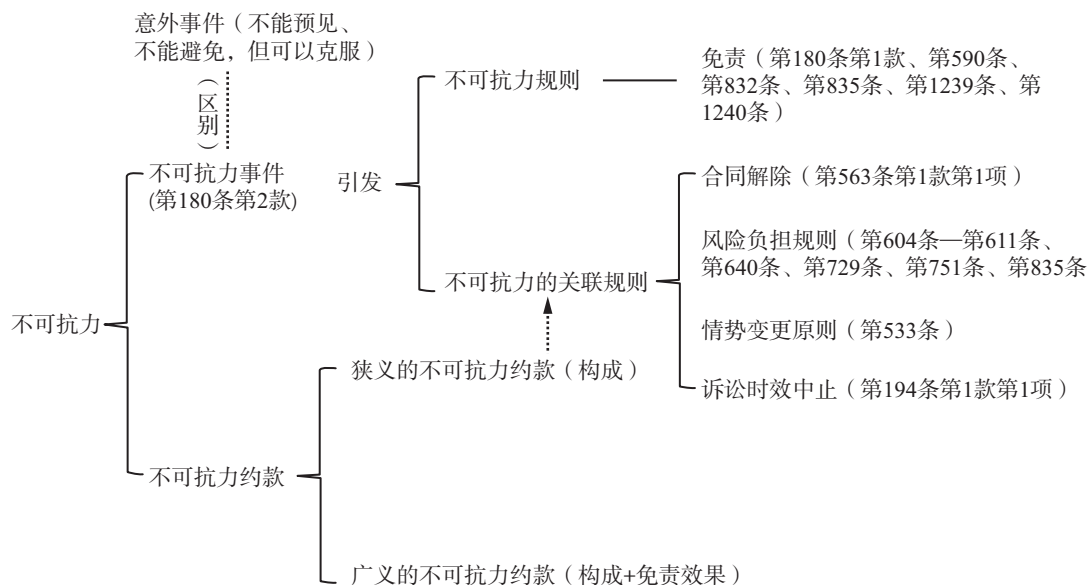 意外事件（不能预见、
不能避免，但可以克服）
（区别）
不可抗力规则
免责（第180条第1款、第590条、
第832条、第835条、第1239条、第
1240条）
不可抗力事件
(第180条第2款)
引发
合同解除（第563条第1款第1项）
风险负担规则（第604条—第611条、
第640条、第729条、第751条、第835条
不可抗力的关联规则
不可抗力
情势变更原则（第533条）
狭义的不可抗力约款（构成）
诉讼时效中止（第194条第1款第1项）
不可抗力约款
广义的不可抗力约款（构成+免责效果）